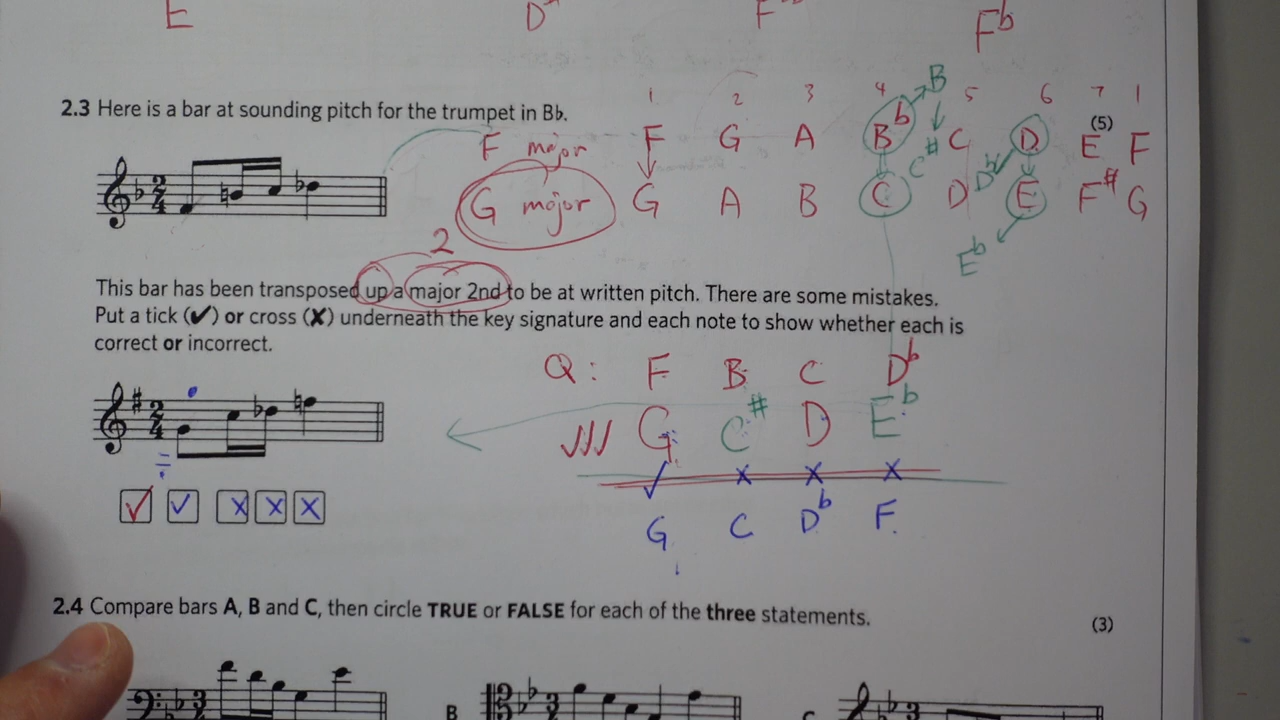 E D F F♭
2.3 Here is a bar at sounding pitch for the trumpet in B♭.
(5)
1 2 3 4 5 6 7 1
B
F major F G A B♭ C D E F
C# D♭
G major G A B C D E F# G
E♭
2
This bar has been transposed up a major 2nd to be at written pitch. There are some mistakes.
Put a tick (✔) or cross (✘) underneath the key signature and each note to show whether each is
correct or incorrect.
Q: F B C D♭
G C# D E♭
✓ x x x
✓ ✓ x x x
G C D♭ F
2.4 Compare bars A, B and C, then circle TRUE or FALSE for each of the three statements.
(3)
B C